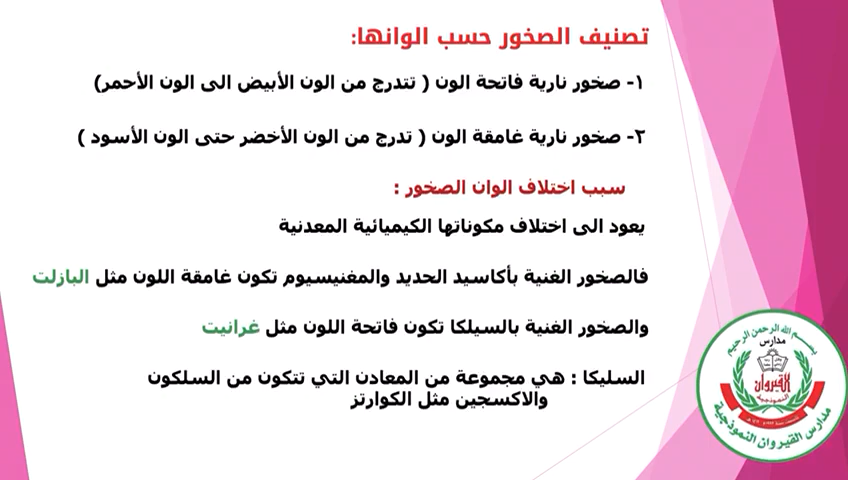 تصنيف الصخور حسب الوانها:
١- صخور نارية فاتحة الون ( تتدرج من الون الأبيض الى الون الأحمر)
٢- صخور نارية غامقة الون ( تدرج من الون الأخضر حتى الون الأسود )
سبب اختلاف الوان الصخور :
يعود الى اختلاف مكوناتها الكيميائية المعدنية
فالصخور الغنية بأكاسيد الحديد والمغنيسيوم تكون غامقة اللون مثل البازلت
والصخور الغنية بالسيلكا تكون فاتحة اللون مثل غرانيت
السليكا : هي مجموعة من المعادن التي تتكون من السلكون
والاكسجين مثل الكوارتز
بسم الله الرحمن الرحيم
مدارس
القيروان
النموذجية
مدارس القيروان النموذجية